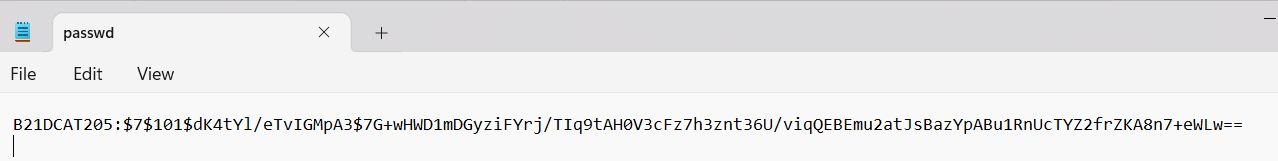 passwd
File Edit View
B21DCAT205:$7$101$dK4tYl/eTvIGMpA3$7G+wHWD1mDGyziFYrj/TIq9tAH0V3cFz7h3znt36U/viqQEBEmu2atJsBazYpABu1RnUcTYZ2frZKA8n7+eWLw==